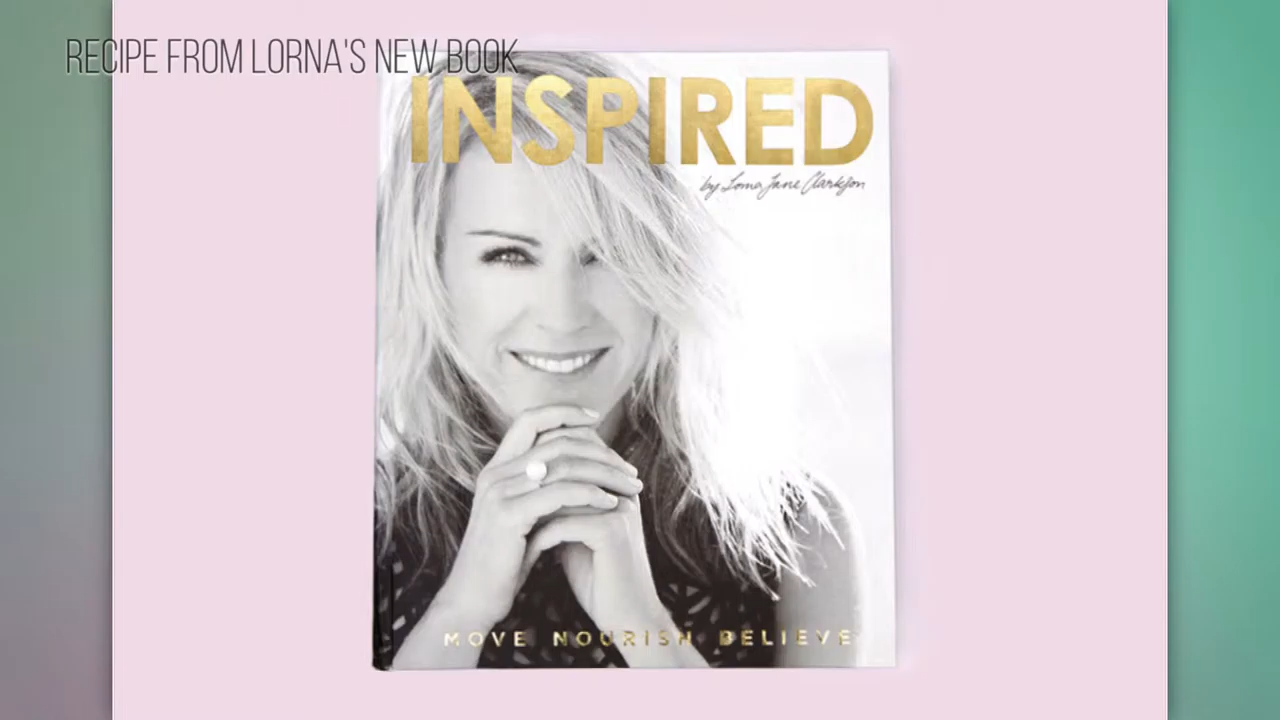 RECIPE FROM LORNA'S NEW BOOK
INSPIRED
by Lorna Jane Clarkson
MOVE NOURISH BELIEVE